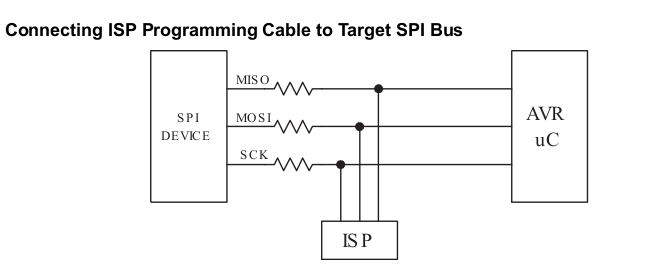 Connecting ISP Programming Cable to Target SPI Bus
MISO
SPI
DEVICE
MOSI
SCK
AVR
uC
ISP